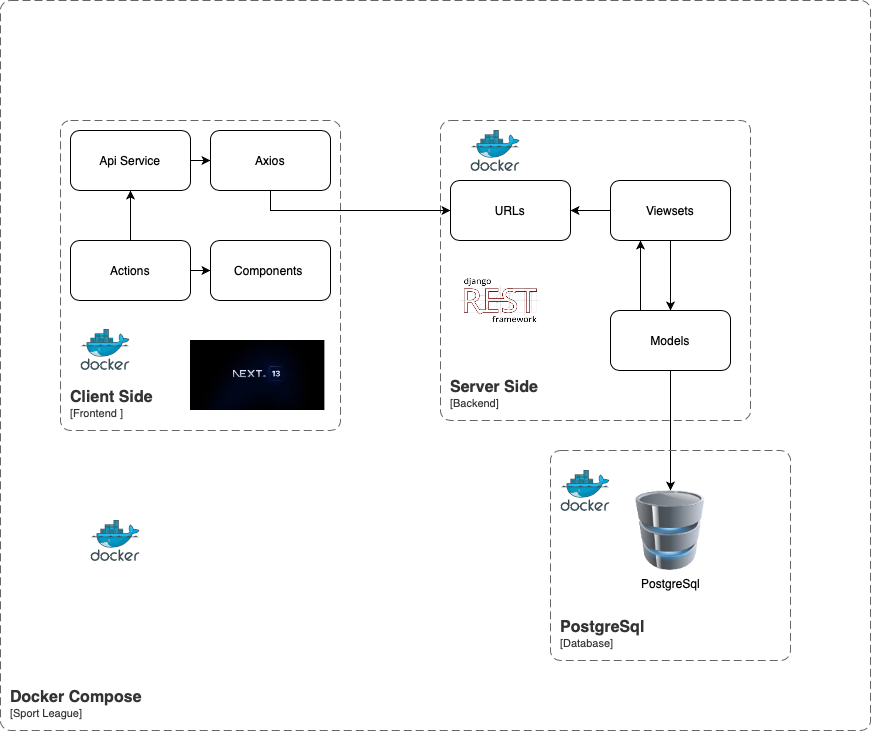 Api Service
Axios
Actions
Components
docker
NEXT. 13
Client Side
[Frontend ]
docker
URLs
Viewsets
django
REST
framework
Models
Server Side
[Backend]
docker
PostgreSql
PostgreSql
[Database]
docker
Docker Compose
[Sport League]